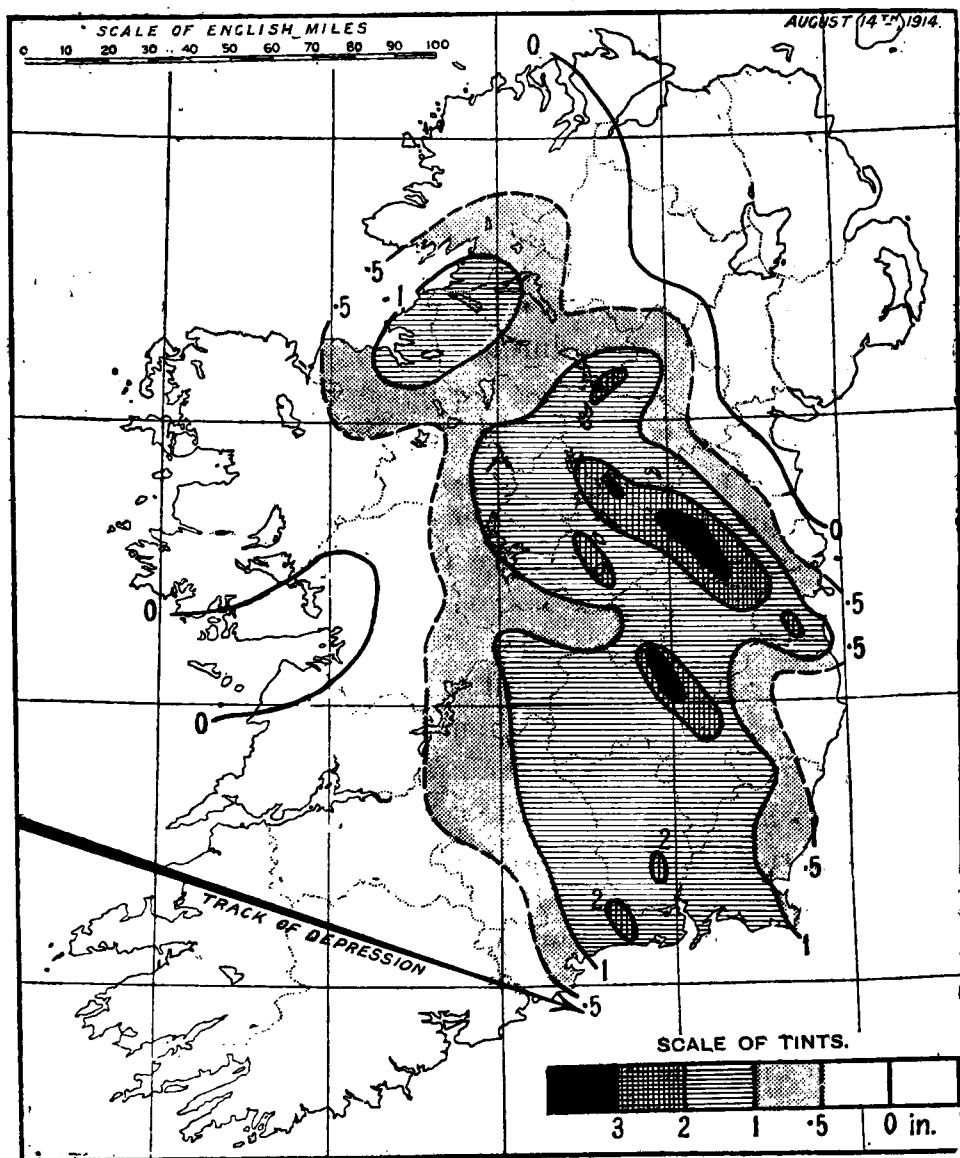 SCALE OF ENGLISH MILES
AUGUST (14TH) 1914.
0 10 20 30 40 50 60 70 80 90 100
0
.5
.5
.1
0
0
.5
.5
0
2
2
.5
TRACK OF DEPRESSION
1
1
.5
SCALE OF TINTS.
3 2 1 .5 0 in.